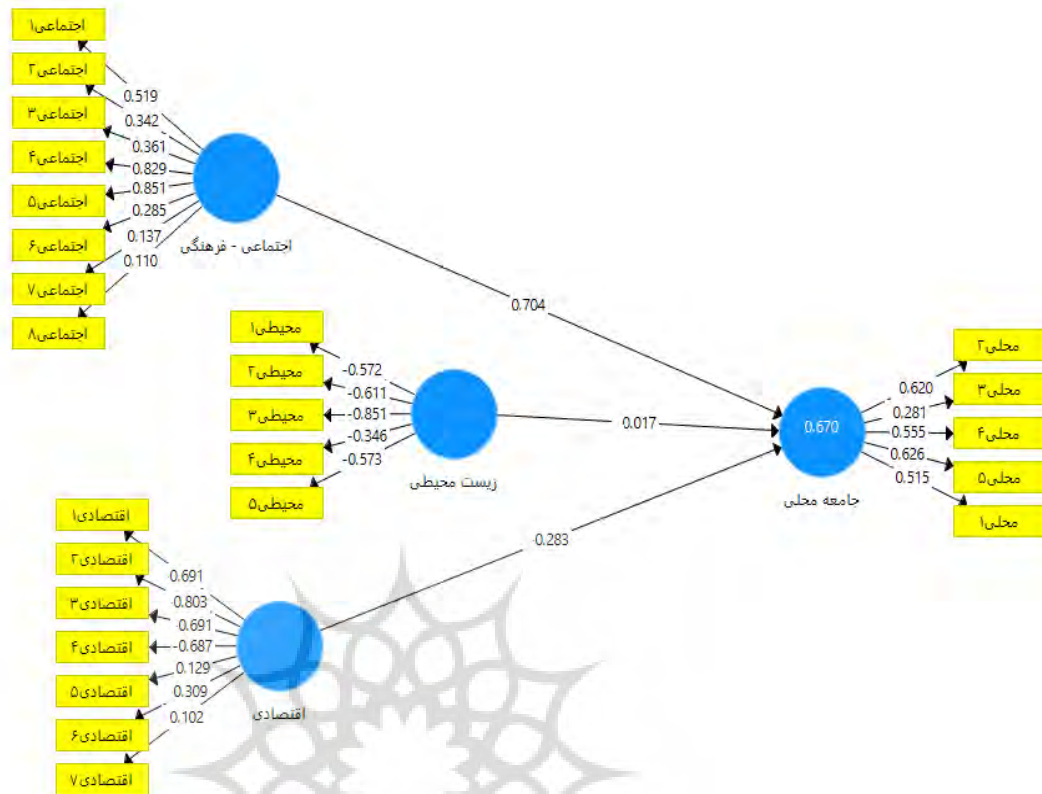 اجتماعی۱
اجتماعی۲
اجتماعی۳
اجتماعی۴
اجتماعی۵
اجتماعی۶
اجتماعی۷
اجتماعی۸
0.519
0.342
0.361
0.829
0.851
0.285
0.137
0.110
اجتماعی - فرهنگی
0.704
محیطی۱
محیطی۲
محیطی۳
محیطی۴
محیطی۵
-0.572
-0.611
-0.851
-0.346
-0.573
زیست محیطی
0.017
محلی۲
محلی۳
محلی۴
محلی۵
محلی۱
0.620
0.281
0.555
0.626
0.515
0.670
جامعه محلی
0.283
اقتصادی۱
اقتصادی۲
اقتصادی۳
اقتصادی۴
اقتصادی۵
اقتصادی۶
اقتصادی۷
0.691
0.803
0.691
-0.687
0.129
0.309
0.102
اقتصادی